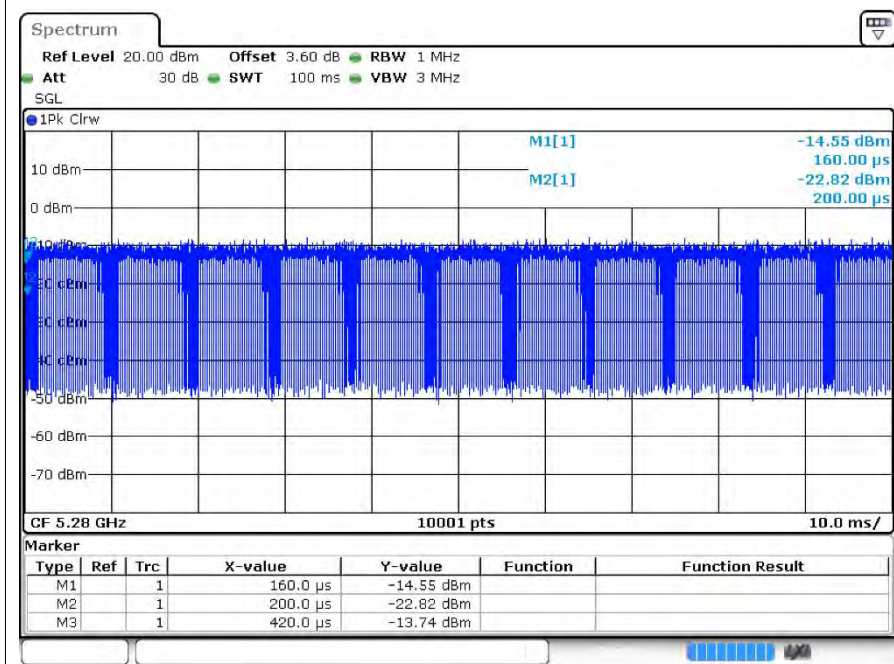 Spectrum
Ref Level 20.00 dBm Offset 3.60 dB RBW 1 MHz
Att 30 dB SWT 100 ms VBW 3 MHz
SGL
1Pk Clrw
M1[1] -14.55 dBm
160.00 µs
10 dBm
M2[1] -22.82 dBm
200.00 µs
0 dBm
-50 dBm
-60 dBm
-70 dBm
CF 5.28 GHz 10001 pts 10.0 ms/
Marker
Type Ref Trc X-value Y-value Function Function Result
M1 1 160.0 µs -14.55 dBm
M2 1 200.0 µs -22.82 dBm
M3 1 420.0 µs -13.74 dBm